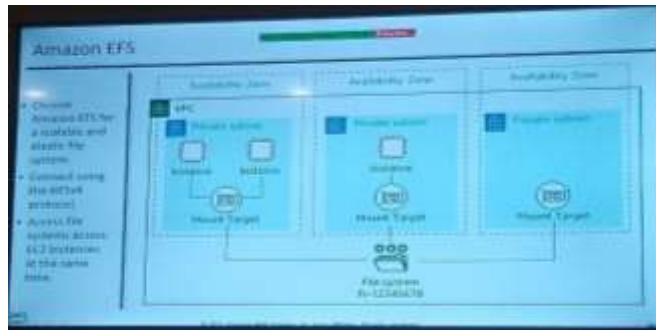 Amazon EFS
Availability Zone
Availability Zone
Availability Zone
• Choose
Amazon EFS for
a scalable and
elastic file
system.
• Connect using
the NFSv4
protocol.
• Access file
systems across
EC2 instances
at the same
time.
VPC
Private subnet
Private subnet
Private subnet
Instance
Instance
Instance
Mount Target
Mount Target
Mount Target
File system
fs-12345678